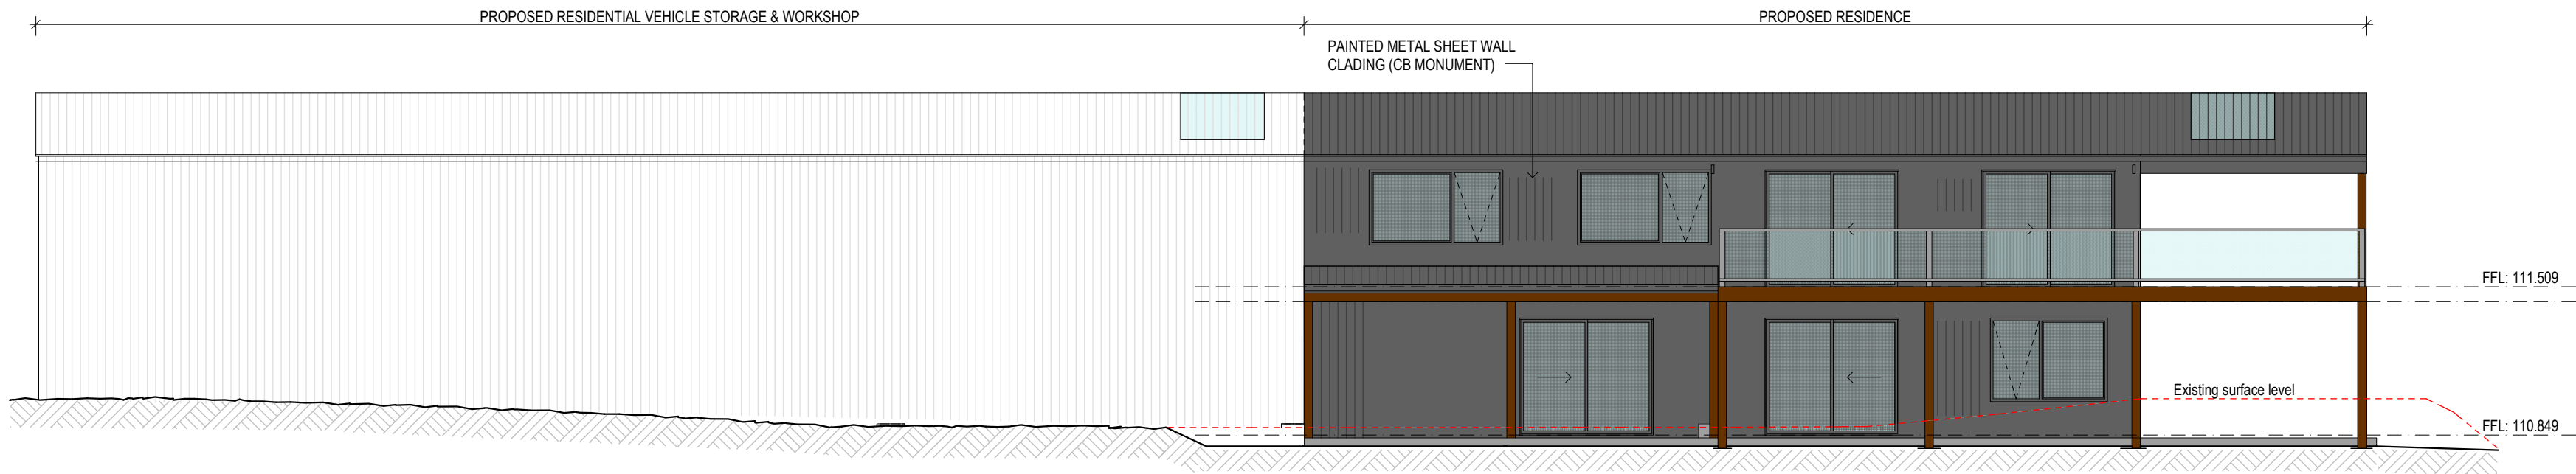 PROPOSED RESIDENTIAL VEHICLE STORAGE & WORKSHOP
PROPOSED RESIDENCE
PAINTED METAL SHEET WALL
CLADDING (CB MONUMENT)
FFL: 111.509
Existing surface level
FFL: 110.849